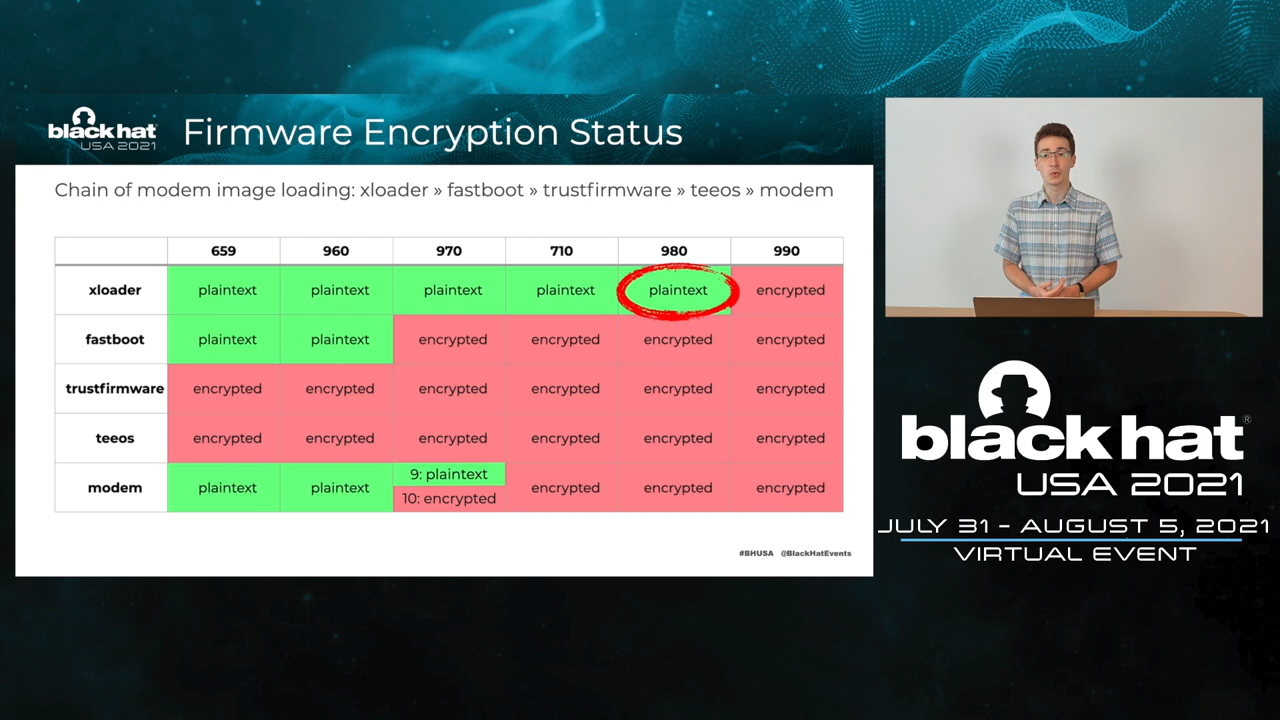 black hat
USA 2021
Firmware Encryption Status
Chain of modem image loading: xloader » fastboot » trustfirmware » teeos » modem
659 960 970 710 980 990
xloader plaintext plaintext plaintext plaintext plaintext encrypted
fastboot plaintext plaintext encrypted encrypted encrypted encrypted
trustfirmware encrypted encrypted encrypted encrypted encrypted encrypted
teeos encrypted encrypted encrypted encrypted encrypted encrypted
modem plaintext plaintext 9: plaintext encrypted encrypted encrypted
10: encrypted
#BHUSA @BlackHatEvents
black hat®
USA 2021
JULY 31 - AUGUST 5, 2021
VIRTUAL EVENT